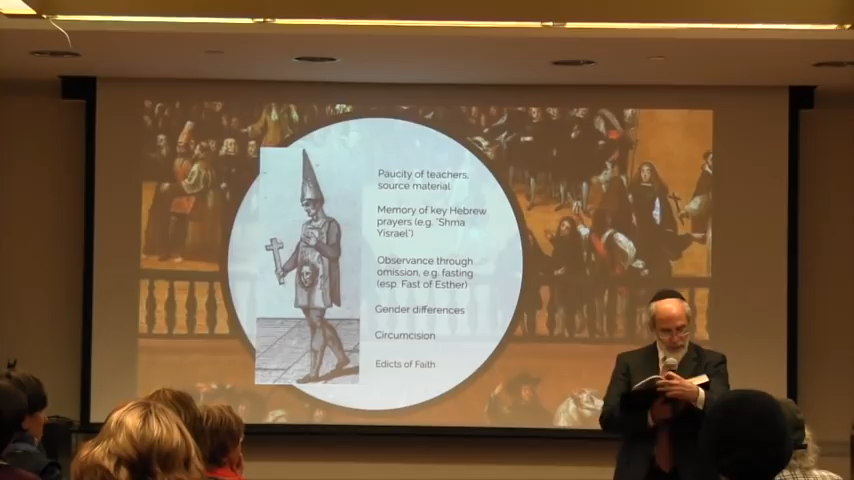 Paucity of teachers,
source material
Memory of key Hebrew
prayers (e.g. "Shma
Yisrael")
Observance through
omission, e.g. fasting
(esp. Fast of Esther)
Gender differences
Circumcision
Edicts of Faith